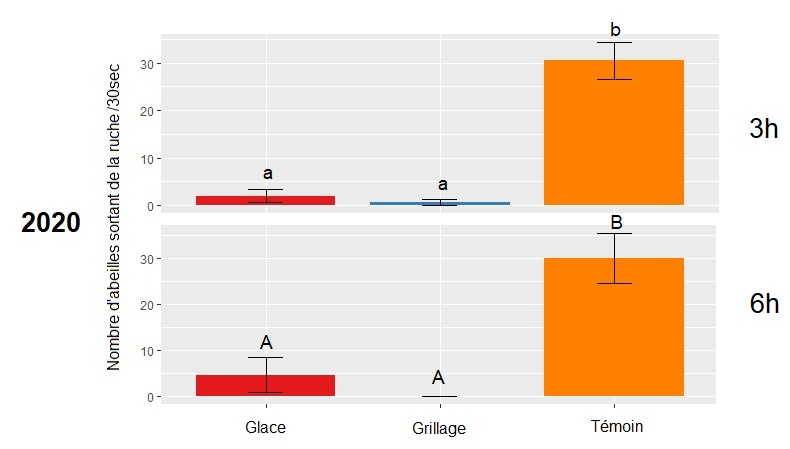 b
30
20
10
0
a
a
3h
2020
Nombre d'abeilles sortant de la ruche /30sec
B
30
20
10
0
A
A
6h
Glace
Grillage
Témoin